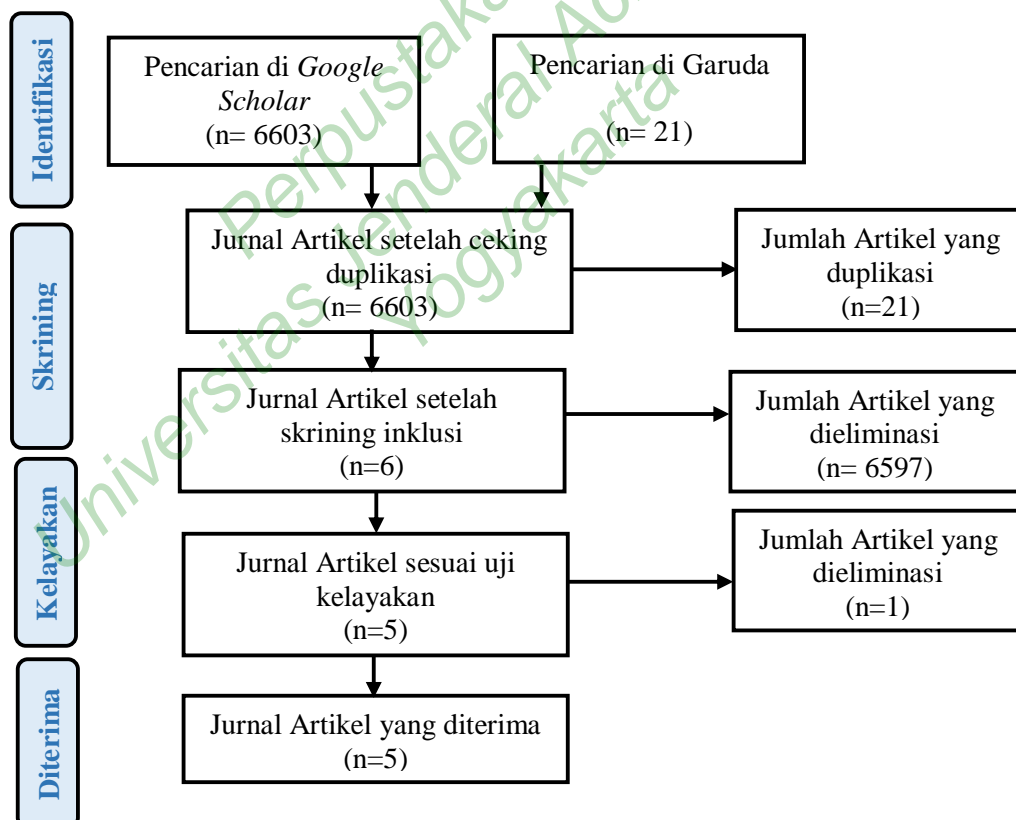 Identifikasi
Pencarian di Google
Scholar
(n= 6603)
Pencarian di Garuda
(n= 21)
Skrining
Jurnal Artikel setelah ceking
duplikasi
(n= 6603)
Jumlah Artikel yang
duplikasi
(n=21)
Jurnal Artikel setelah
skrining inklusi
(n=6)
Jumlah Artikel yang
dieliminasi
(n= 6597)
Kelayakan
Jurnal Artikel sesuai uji
kelayakan
(n=5)
Jumlah Artikel yang
dieliminasi
(n=1)
Diterima
Jurnal Artikel yang diterima
(n=5)
Universitas Jenderal
Yogyakarta